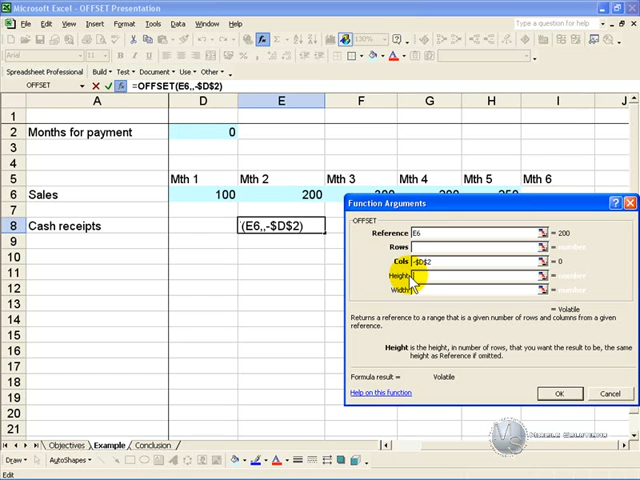 Microsoft Excel - OFFSET Presentation
File Edit View Insert Format Tools Data Window Help
Type a question for help
Arial 11 B I U 130%
Spreadsheet Professional Build Test Document Use Other
OFFSET =OFFSET(E6,,-$D$2)
A D E F G H I J
1
2 Months for payment 0
3
4
5 Mth 1 Mth 2 Mth 3 Mth 4 Mth 5 Mth 6
6 Sales 100 200
7
8 Cash receipts (E6,,-$D$2)
9
10
11
12
13
14
15
16
17
18
19
20
21
Function Arguments
OFFSET
Reference E6 = 200
Rows = number
Cols -$D$2 = 0
Height = number
Width = number
= Volatile
Returns a reference to a range that is a given number of rows and columns from a given
reference.
Height is the height, in number of rows, that you want the result to be, the same
height as Reference if omitted.
Formula result = Volatile
Help on this function
OK Cancel
Objectives Example Conclusion
Draw AutoShapes
Edit